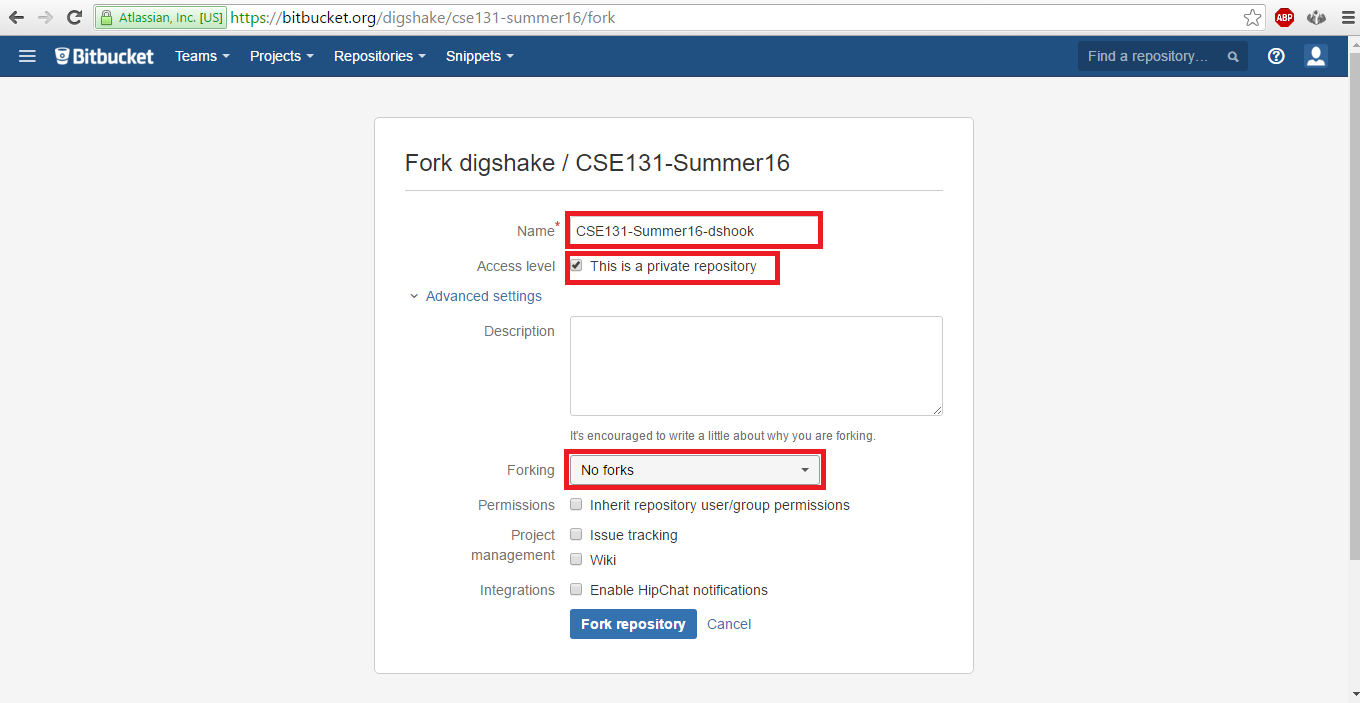 Atlassian, Inc. [US] https://bitbucket.org/digshake/cse131-summer16/fork
ABP
Bitbucket Teams Projects Repositories Snippets Find a repository... ?
Fork digshake / CSE131-Summer16
Name* CSE131-Summer16-dshook
Access level This is a private repository
Advanced settings
Description
It's encouraged to write a little about why you are forking.
Forking No forks
Permissions Inherit repository user/group permissions
Project Issue tracking
management Wiki
Integrations Enable HipChat notifications
Fork repository Cancel